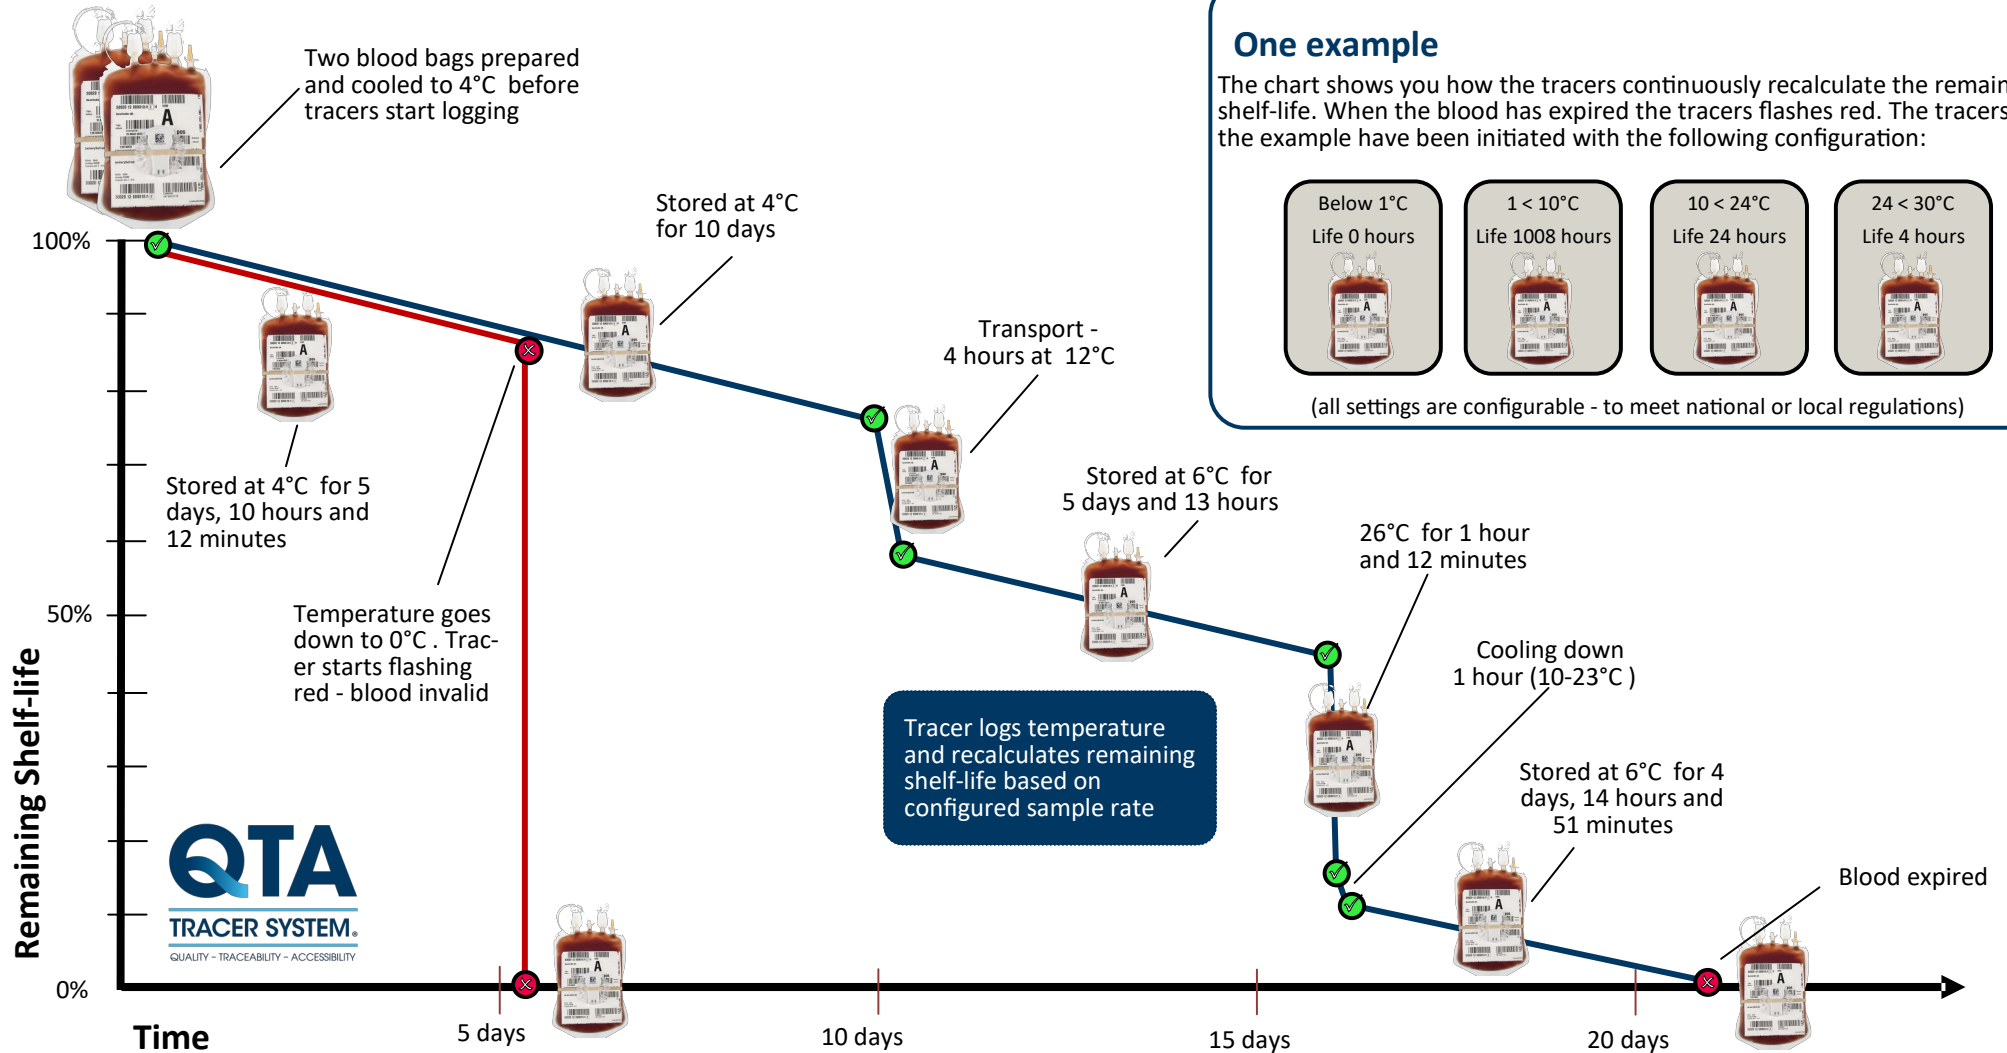 Two blood bags prepared
and cooled to 4°C before
tracers start logging
One example
The chart shows you how the tracers continuously recalculate the remain
shelf-life. When the blood has expired the tracers flashes red. The tracers
the example have been initiated with the following configuration:
Below 1°C
Life 0 hours
1 < 10°C
Life 1008 hours
10 < 24°C
Life 24 hours
24 < 30°C
Life 4 hours
(all settings are configurable - to meet national or local regulations)
Stored at 4°C
for 10 days
Transport -
4 hours at 12°C
Stored at 4°C for 5
days, 10 hours and
12 minutes
Stored at 6°C for
5 days and 13 hours
26°C for 1 hour
and 12 minutes
Temperature goes
down to 0°C . Trac-
er starts flashing
red - blood invalid
Cooling down
1 hour (10-23°C )
Tracer logs temperature
and recalculates remaining
shelf-life based on
configured sample rate
Stored at 6°C for 4
days, 14 hours and
51 minutes
Blood expired
100%
50%
0%
Remaining Shelf-life
QTA
TRACER SYSTEM®
QUALITY – TRACEABILITY – ACCESSIBILITY
Time
5 days
10 days
15 days
20 days
A
A
A
A
A
A
A
A
A
A
A
A
A